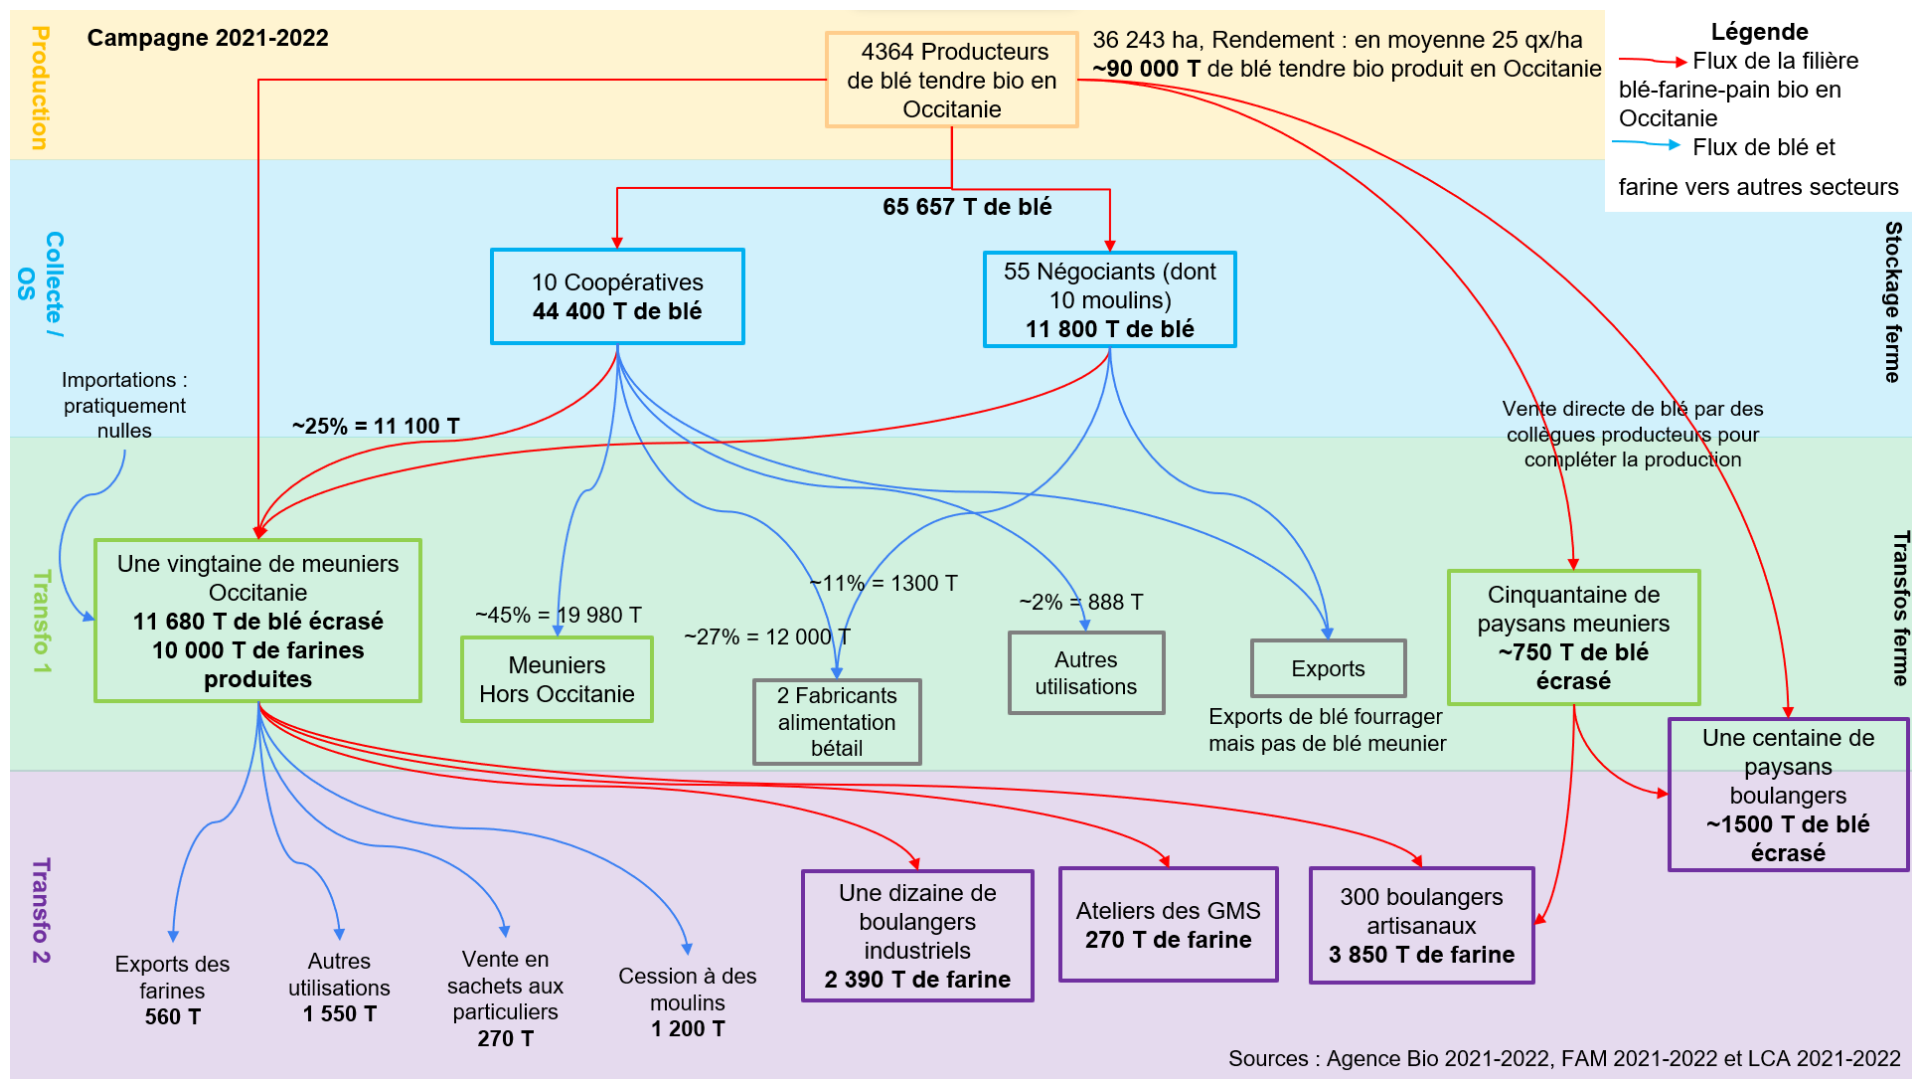 Production
Campagne 2021-2022
4364 Producteurs
de blé tendre bio en
Occitanie
36 243 ha, Rendement : en moyenne 25 qx/ha
~90 000 T de blé tendre bio produit en Occitanie
Légende
Flux de la filière
blé-farine-pain bio en
Occitanie
Flux de blé et
farine vers autres secteurs
Collecte /
OS
65 657 T de blé
10 Coopératives
44 400 T de blé
55 Négociants (dont
10 moulins)
11 800 T de blé
Stockage ferme
Importations :
pratiquement
nulles
~25% = 11 100 T
Vente directe de blé par des
collègues producteurs pour
compléter la production
Transfo 1
Une vingtaine de meuniers
Occitanie
11 680 T de blé écrasé
10 000 T de farines
produites
~45% = 19 980 T
Meuniers
Hors Occitanie
~11% = 1300 T
~27% = 12 000 T
2 Fabricants
alimentation
bétail
~2% = 888 T
Autres
utilisations
Exports
Exports de blé fourrager
mais pas de blé meunier
Cinquantaine de
paysans meuniers
~750 T de blé
écrasé
Transfos ferme
Une centaine de
paysans
boulangers
~1500 T de blé
écrasé
Transfo 2
Exports des
farines
560 T
Autres
utilisations
1 550 T
Vente en
sachets aux
particuliers
270 T
Cession à des
moulins
1 200 T
Une dizaine de
boulangers
industriels
2 390 T de farine
Ateliers des GMS
270 T de farine
300 boulangers
artisanaux
3 850 T de farine
Sources : Agence Bio 2021-2022, FAM 2021-2022 et LCA 2021-2022